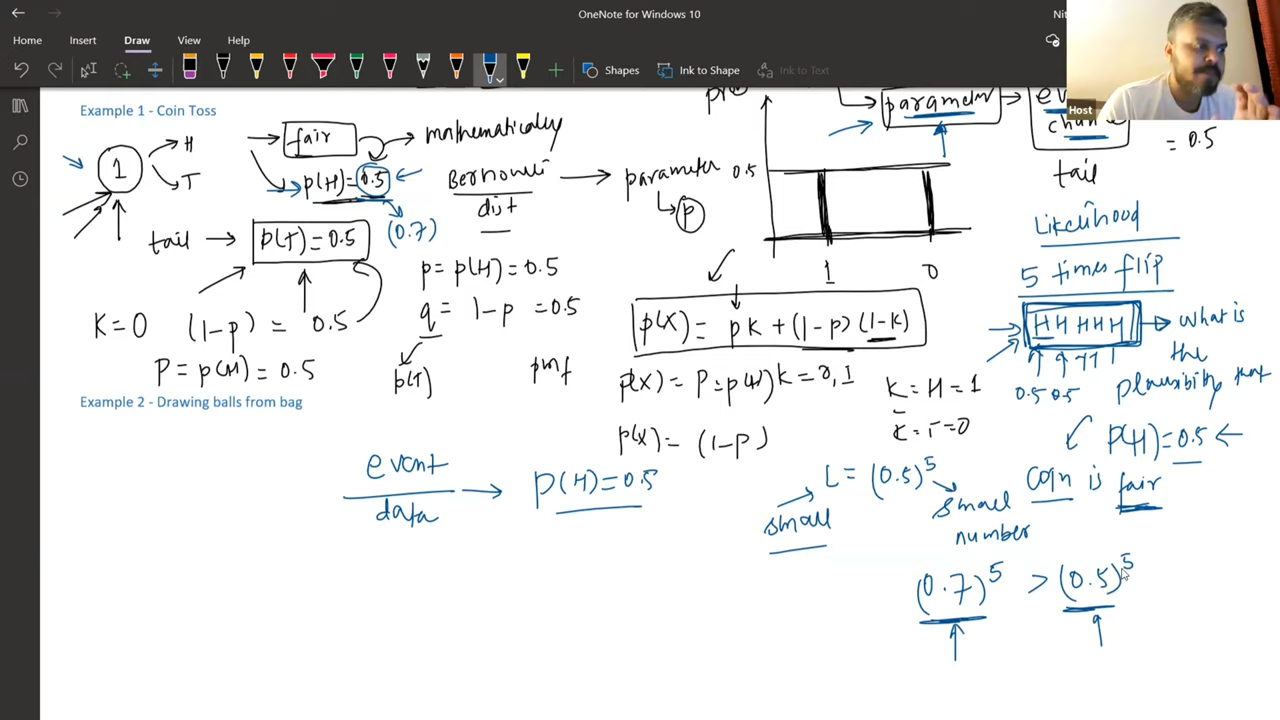 OneNote for Windows 10
Home Insert Draw View Help
Shapes Ink to Shape Ink to Text
Host
Example 1 - Coin Toss
1
H
T
fair
mathematically
p(H)=0.5
(0.7)
Bernoulli
dist
parameter
p
0.5
1 0
parameter
chance
= 0.5
tail
tail → p(T)=0.5
p = p(H) = 0.5
q = 1-p = 0.5
p(T)
K=0 (1-p) = 0.5
P = p(H) = 0.5
pmf
p(X) = pK + (1-p) (1-k)
p(X) = P = p(H) K = 0, 1
p(X) = (1-p)
K = H = 1
K = T = 0
Likelihood
5 times flip
HHHHH → what is
the
plausibility that
0.5 0.5
P(H) = 0.5 ←
coin is fair
Example 2 - Drawing balls from bag
event
data
→ P(H) = 0.5
L = (0.5)^5
small
small
number
(0.7)^5 > (0.5)^5